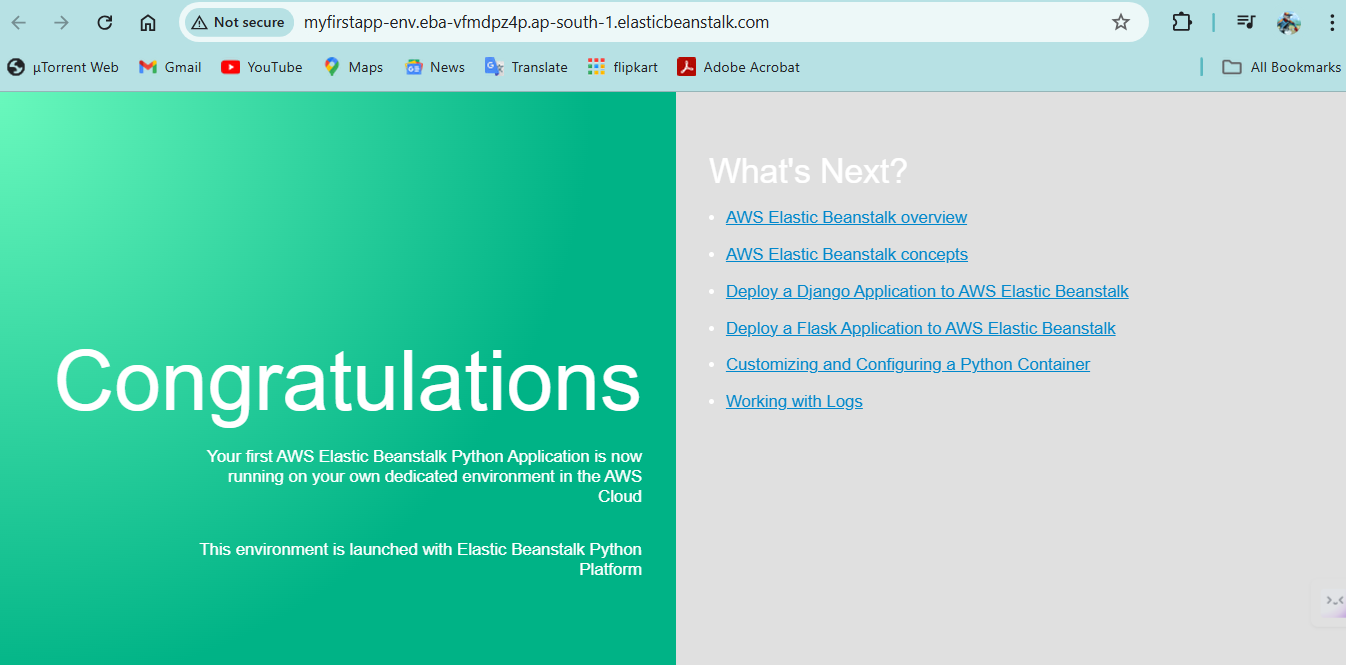 Not secure
myfirstapp-env.eba-vfmdpz4p.ap-south-1.elasticbeanstalk.com
µTorrent Web
Gmail
YouTube
Maps
News
Translate
flipkart
Adobe Acrobat
All Bookmarks
Congratulations
Your first AWS Elastic Beanstalk Python Application is now
running on your own dedicated environment in the AWS
Cloud
This environment is launched with Elastic Beanstalk Python
Platform
What's Next?
AWS Elastic Beanstalk overview
AWS Elastic Beanstalk concepts
Deploy a Django Application to AWS Elastic Beanstalk
Deploy a Flask Application to AWS Elastic Beanstalk
Customizing and Configuring a Python Container
Working with Logs